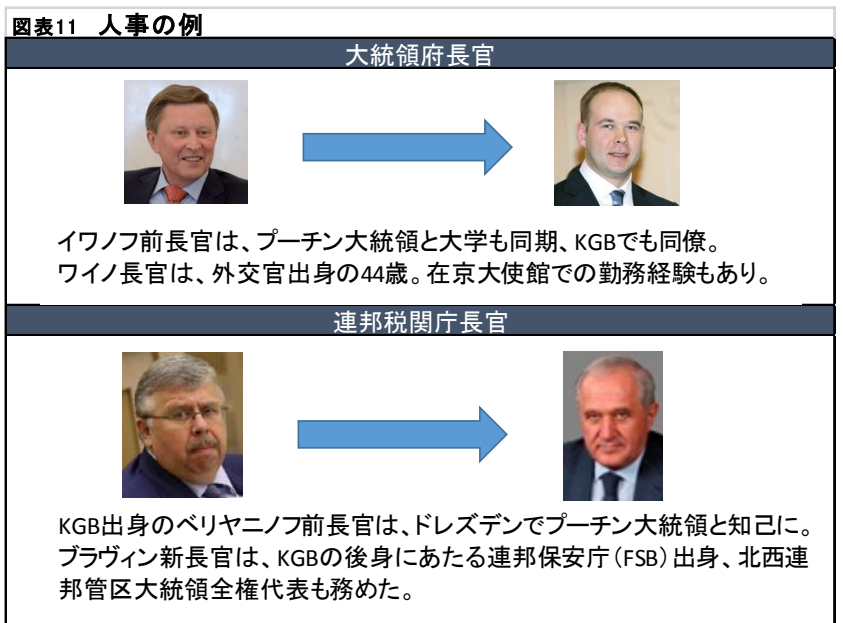 図表11 人事の例
大統領府長官
イワノフ前長官は、プーチン大統領と大学も同期、KGBでも同僚。
ワイノ長官は、外交官出身の44歳。在京大使館での勤務経験もあり。
連邦税関庁長官
KGB出身のベリヤニノフ前長官は、ドレズデンでプーチン大統領と知己に。
ブラヴィン新長官は、KGBの後身にあたる連邦保安庁（FSB）出身、北西連
邦管区大統領全権代表も務めた。